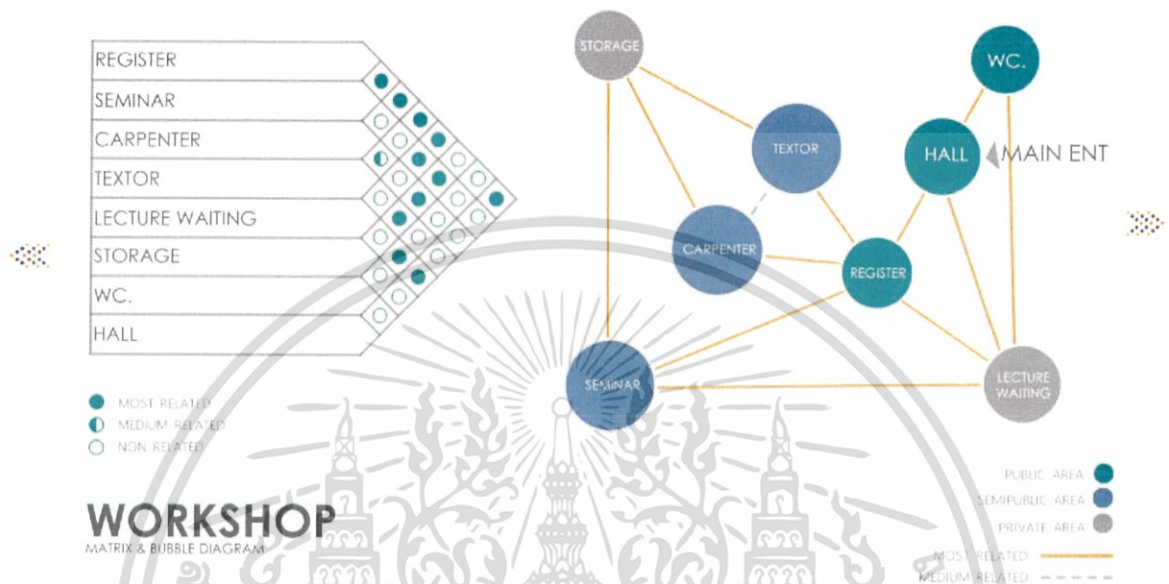 REGISTER
SEMINAR
CARPENTER
TEXTOR
LECTURE WAITING
STORAGE
WC.
HALL
MOST RELATED
MEDIUM RELATED
NON RELATED
WORKSHOP
MATRIX & BUBBLE DIAGRAM
STORAGE
WC.
TEXTOR
HALL
MAIN ENT
CARPENTER
REGISTER
SEMINAR
LECTURE
WAITING
PUBLIC AREA
SEMIPUBLIC AREA
PRIVATE AREA
MOST RELATED
MEDIUM RELATED